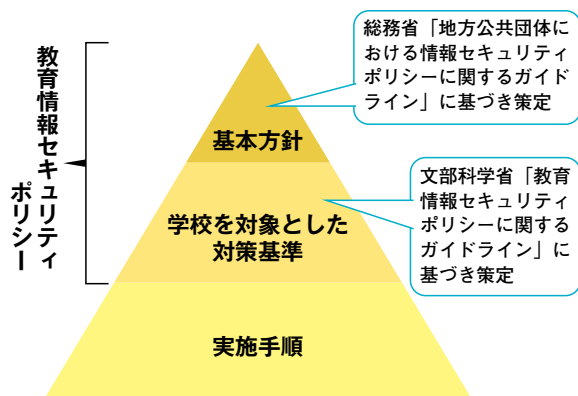 教育情報セキュリティ
ポリシー
総務省「地方公共団体に
おける情報セキュリティ
ポリシーに関するガイド
ライン」に基づき策定
基本方針
文部科学省「教育
情報セキュリティ
ポリシーに関する
ガイドライン」に
基づき策定
学校を対象とした
対策基準
実施手順